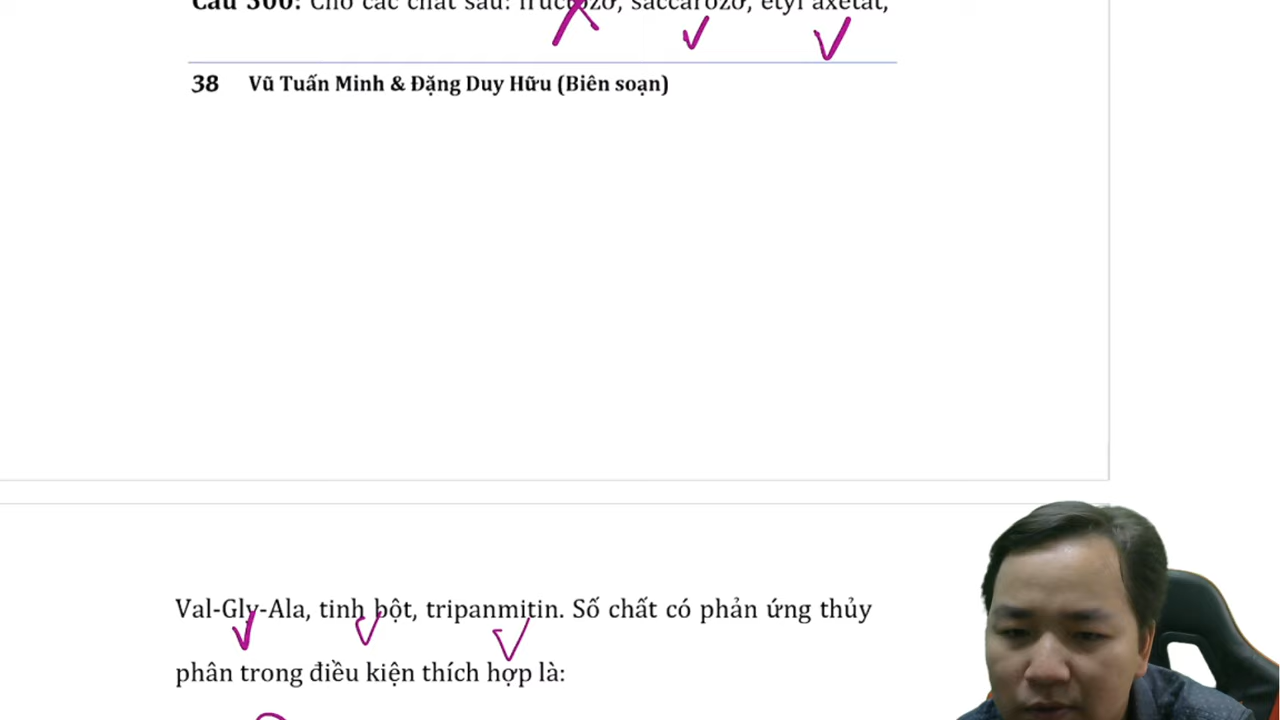 Câu 300: Cho các chất sau: fructozơ, saccarozơ, etyl axetat,
38 Vũ Tuấn Minh & Đặng Duy Hữu (Biên soạn)
Val-Gly-Ala, tinh bột, tripanmitin. Số chất có phản ứng thủy
phân trong điều kiện thích hợp là: